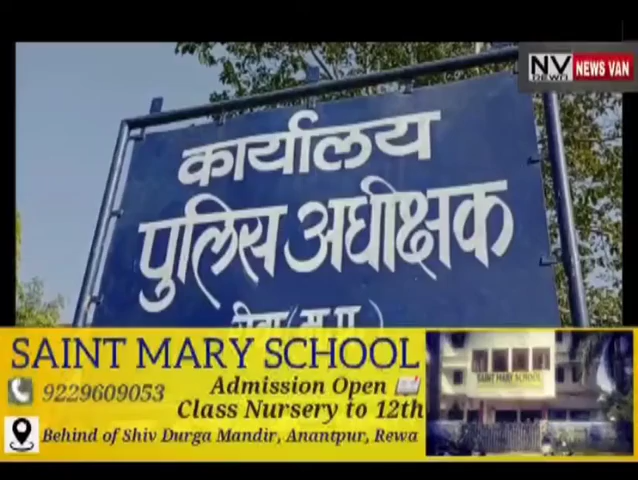 NV NEWS VAN
कार्यालय
पुलिस अधीक्षक
रीवा (म.प्र.)
SAINT MARY SCHOOL
9229609053
Admission Open
Class Nursery to 12th
Behind of Shiv Durga Mandir, Anantpur, Rewa
SAINT MARY SCHOOL